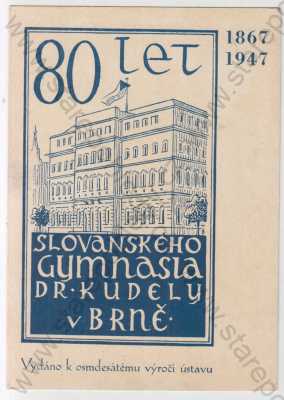 80 let
1867
1947
SLOVANSKÉHO
GYMNASIA
DR·KUDELY
v BRNĚ·
Vydáno k osmdesátému výročí ústavu